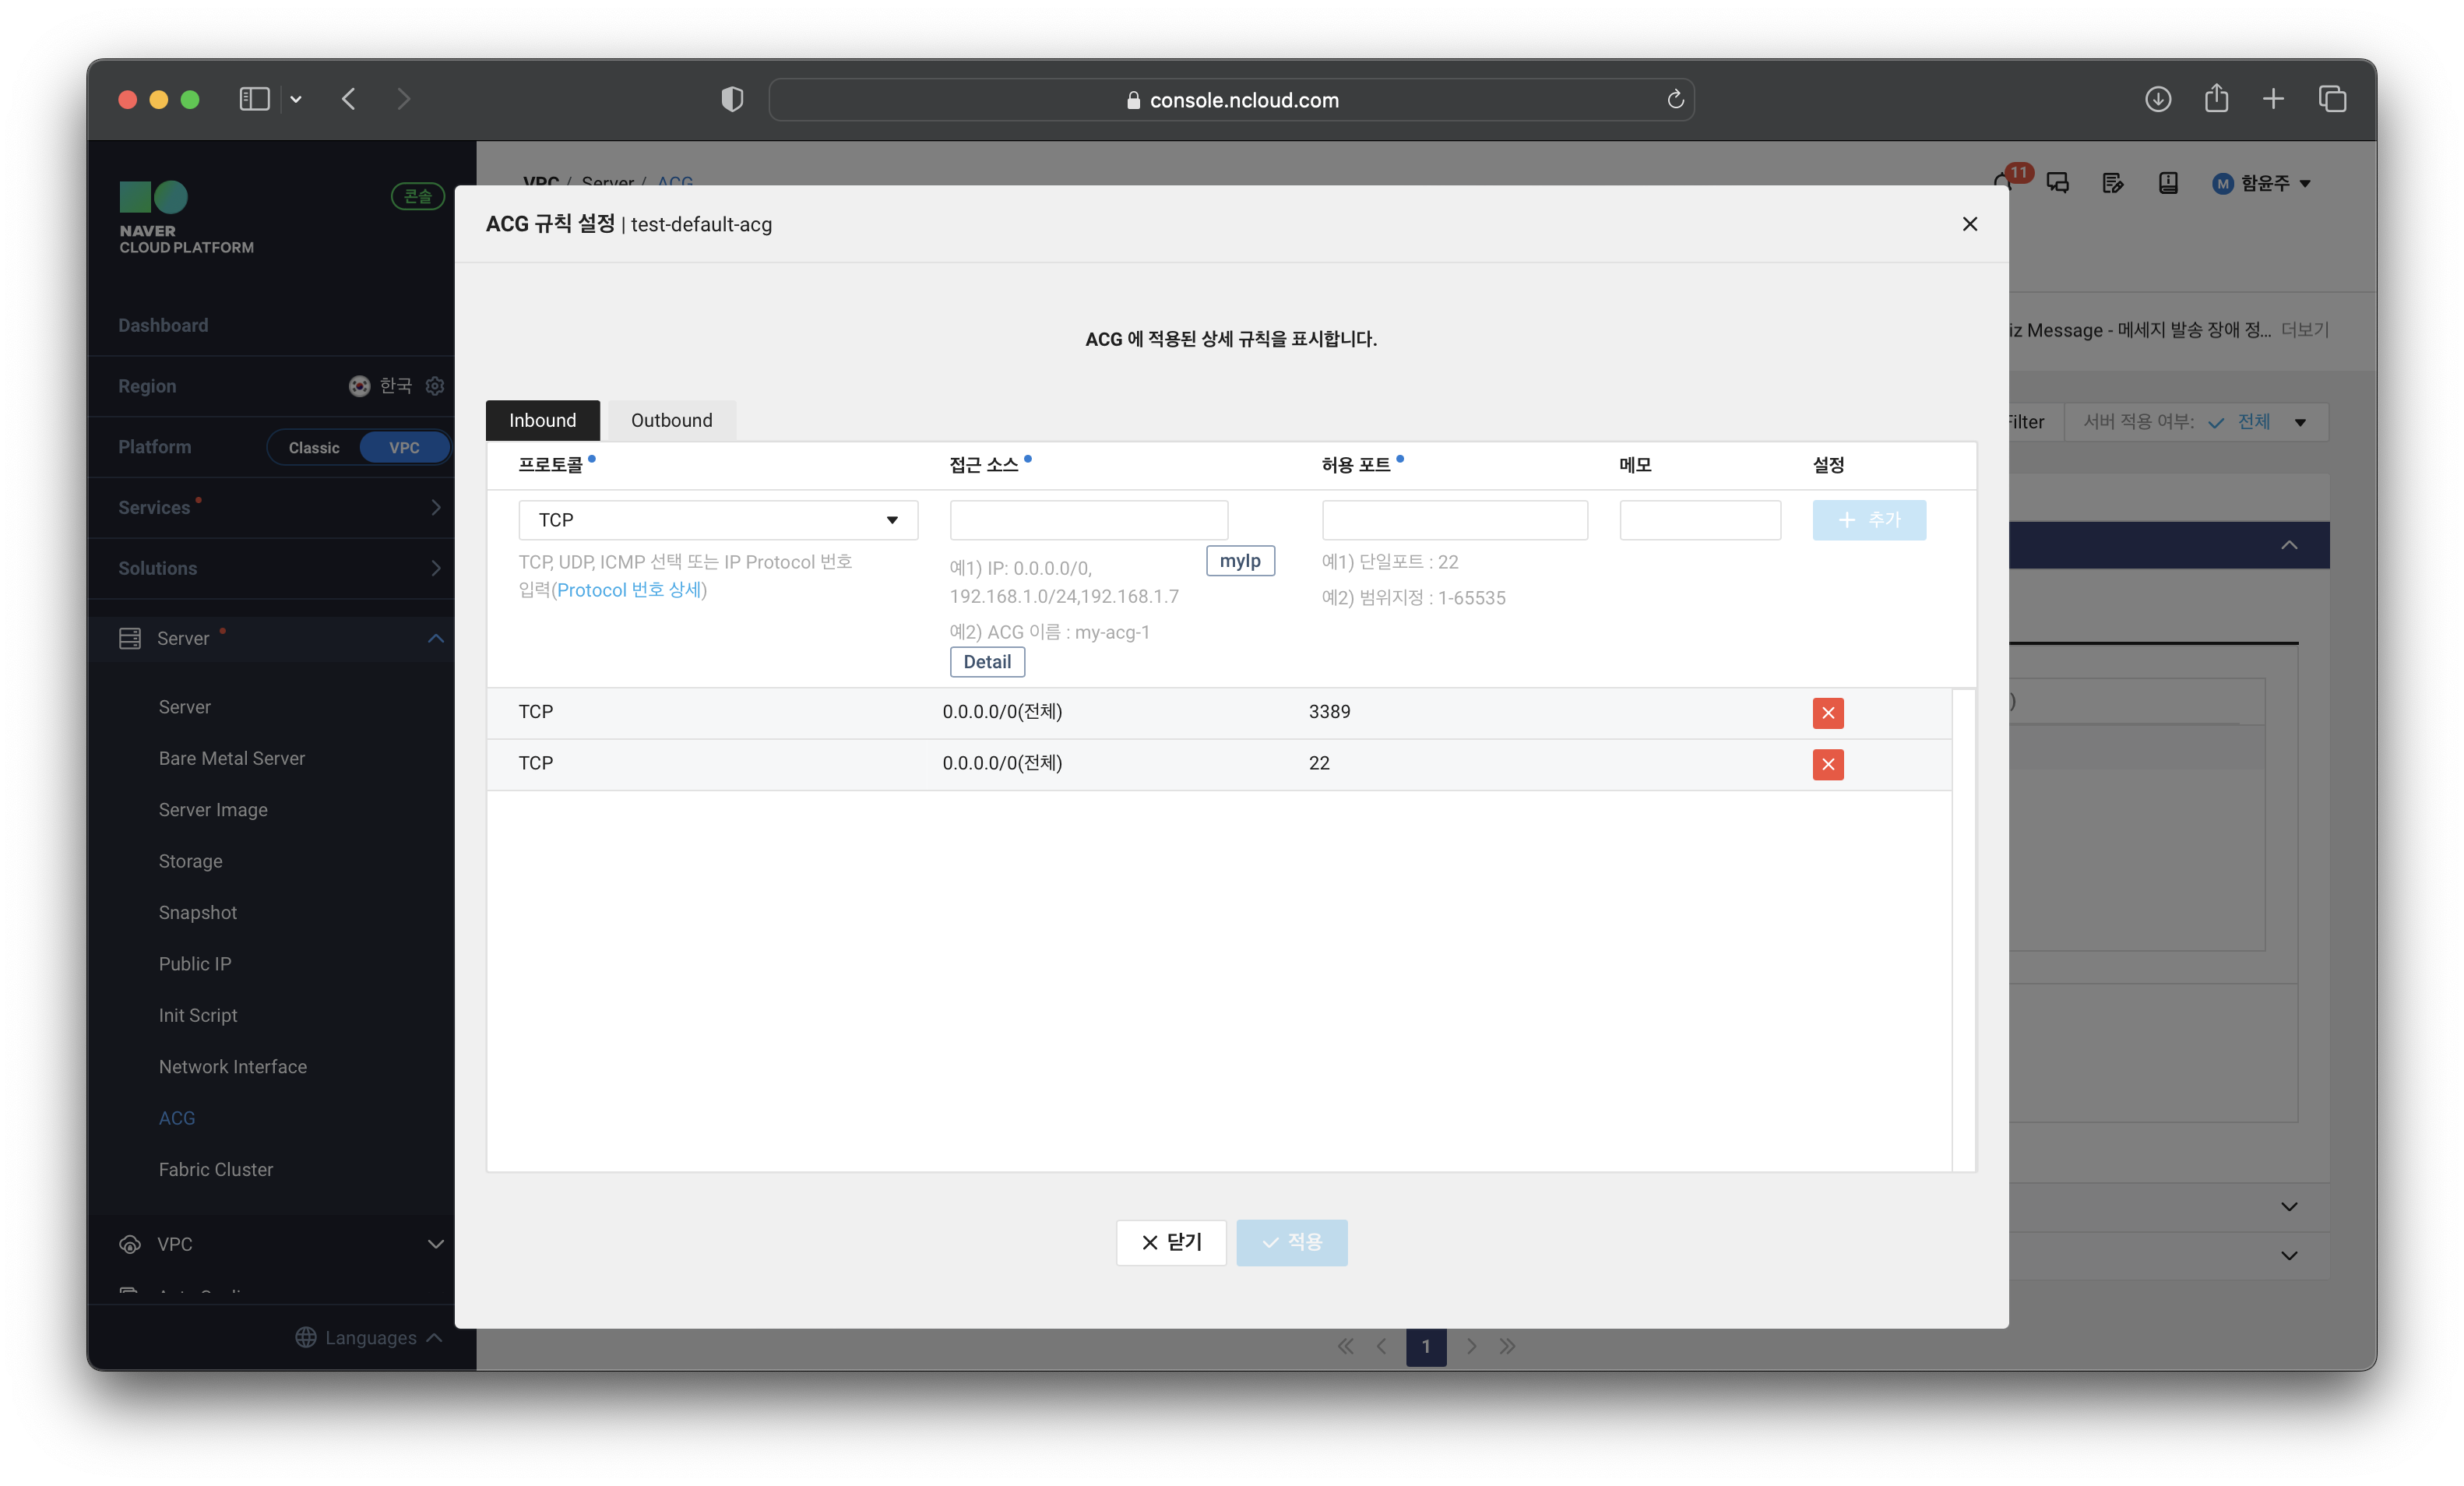 console.ncloud.com
NAVER
CLOUD PLATFORM
콘솔
Dashboard
Region 한국
Platform Classic VPC
Services
Solutions
Server
Server
Bare Metal Server
Server Image
Storage
Snapshot
Public IP
Init Script
Network Interface
ACG
Fabric Cluster
VPC
Languages
VPC / Server / ACG
11
M 함윤주
iz Message - 메세지 발송 장애 정... 더보기
Filter 서버 적용 여부: 전체
)
ACG 규칙 설정 | test-default-acg
ACG 에 적용된 상세 규칙을 표시합니다.
Inbound Outbound
프로토콜 접근 소스 허용 포트 메모 설정
TCP + 추가
TCP, UDP, ICMP 선택 또는 IP Protocol 번호
입력(Protocol 번호 상세)
예1) IP: 0.0.0.0/0,
192.168.1.0/24,192.168.1.7
myIp
예2) ACG 이름 : my-acg-1
Detail
예1) 단일포트 : 22
예2) 범위지정 : 1-65535
TCP 0.0.0.0/0(전체) 3389
TCP 0.0.0.0/0(전체) 22
닫기 적용
1